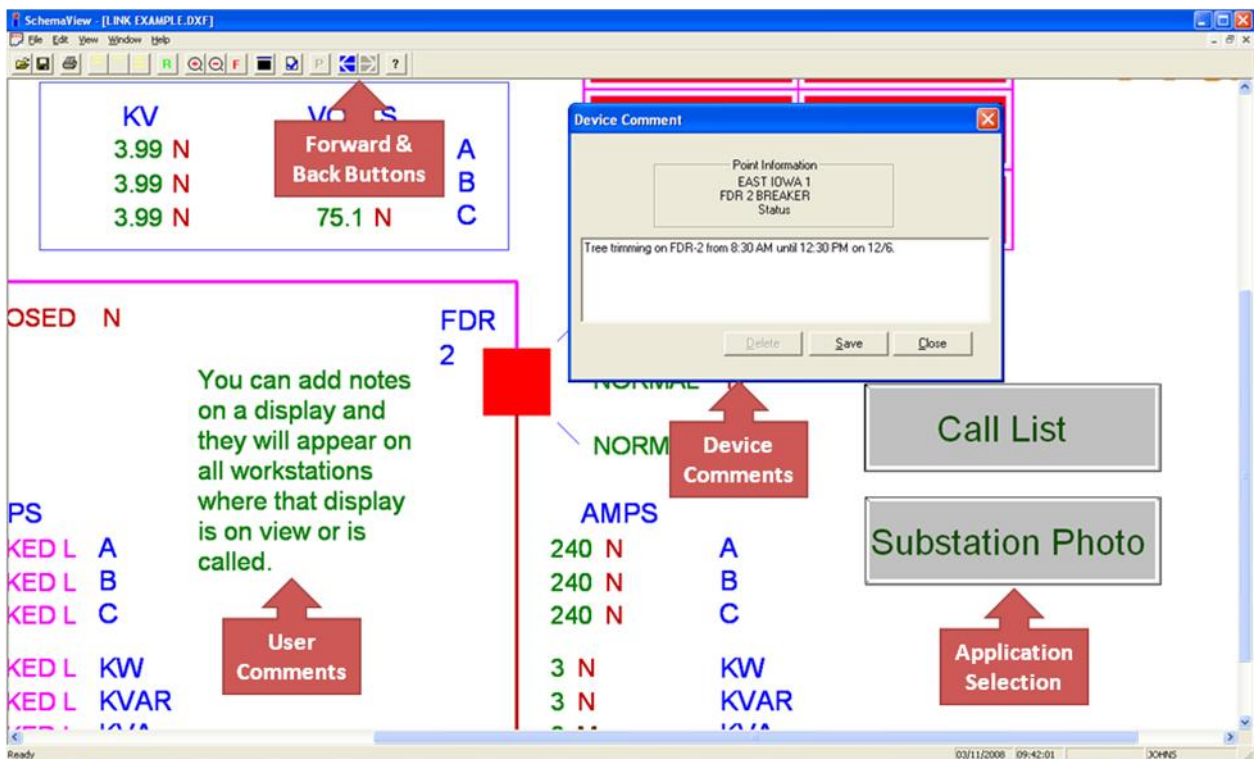 SchemaView - [LINK EXAMPLE.DXF]
File Edit View Window Help
R F P ?
KV
3.99 N A
3.99 N B
3.99 N 75.1 N C
Forward &
Back Buttons
Device Comment
Point Information
EAST IOWA 1
FDR 2 BREAKER
Status
Tree trimming on FDR-2 from 8:30 AM until 12:30 PM on 12/6.
Delete Save Close
OSED N
FDR
2
You can add notes
on a display and
they will appear on
all workstations
where that display
is on view or is
called.
User
Comments
NORMAL
NORM
Device
Comments
Call List
Substation Photo
Application
Selection
PS
KED L A
KED L B
KED L C
KED L KW
KED L KVAR
AMPS
240 N A
240 N B
240 N C
3 N KW
3 N KVAR
KVA
Ready
03/11/2008 09:42:01 JOHNS